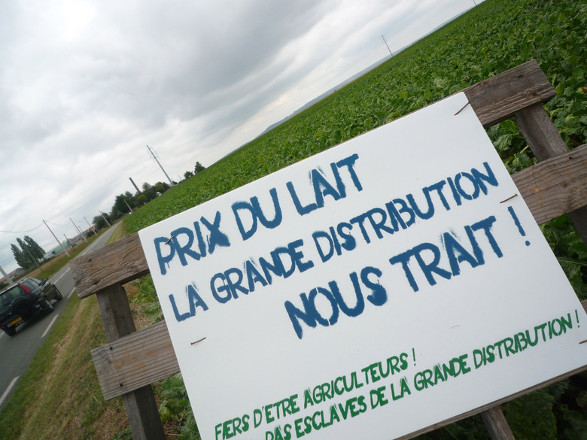 PRIX DU LAIT
LA GRANDE DISTRIBUTION
NOUS TRAIT !
FIERS D'ETRE AGRICULTEURS !
PAS ESCLAVES DE LA GRANDE DISTRIBUTION !